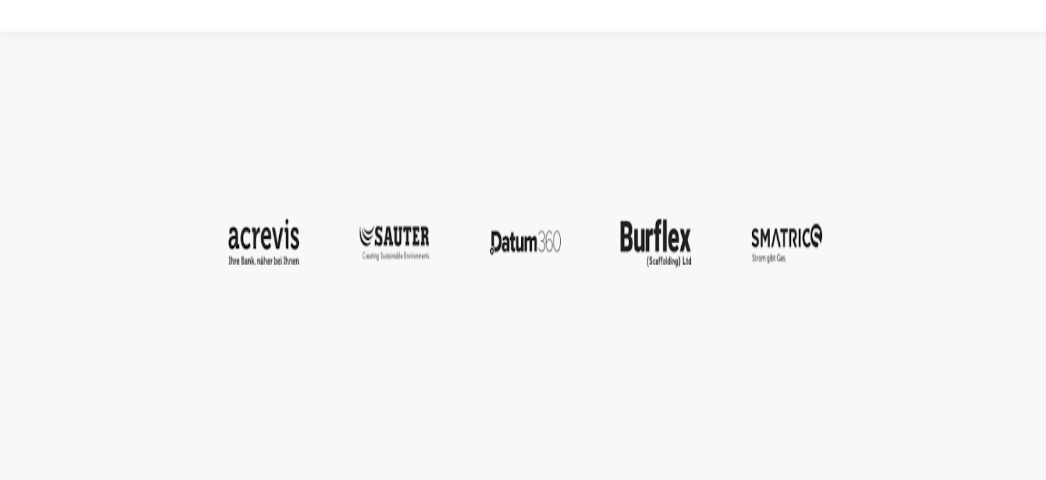 acrevis
Ihre Bank, näher bei Ihnen
SAUTER
Creating Sustainable Environments.
Datum360
Burflex
(Scaffolding) Ltd
SMATRICS
Strom gibt Gas.